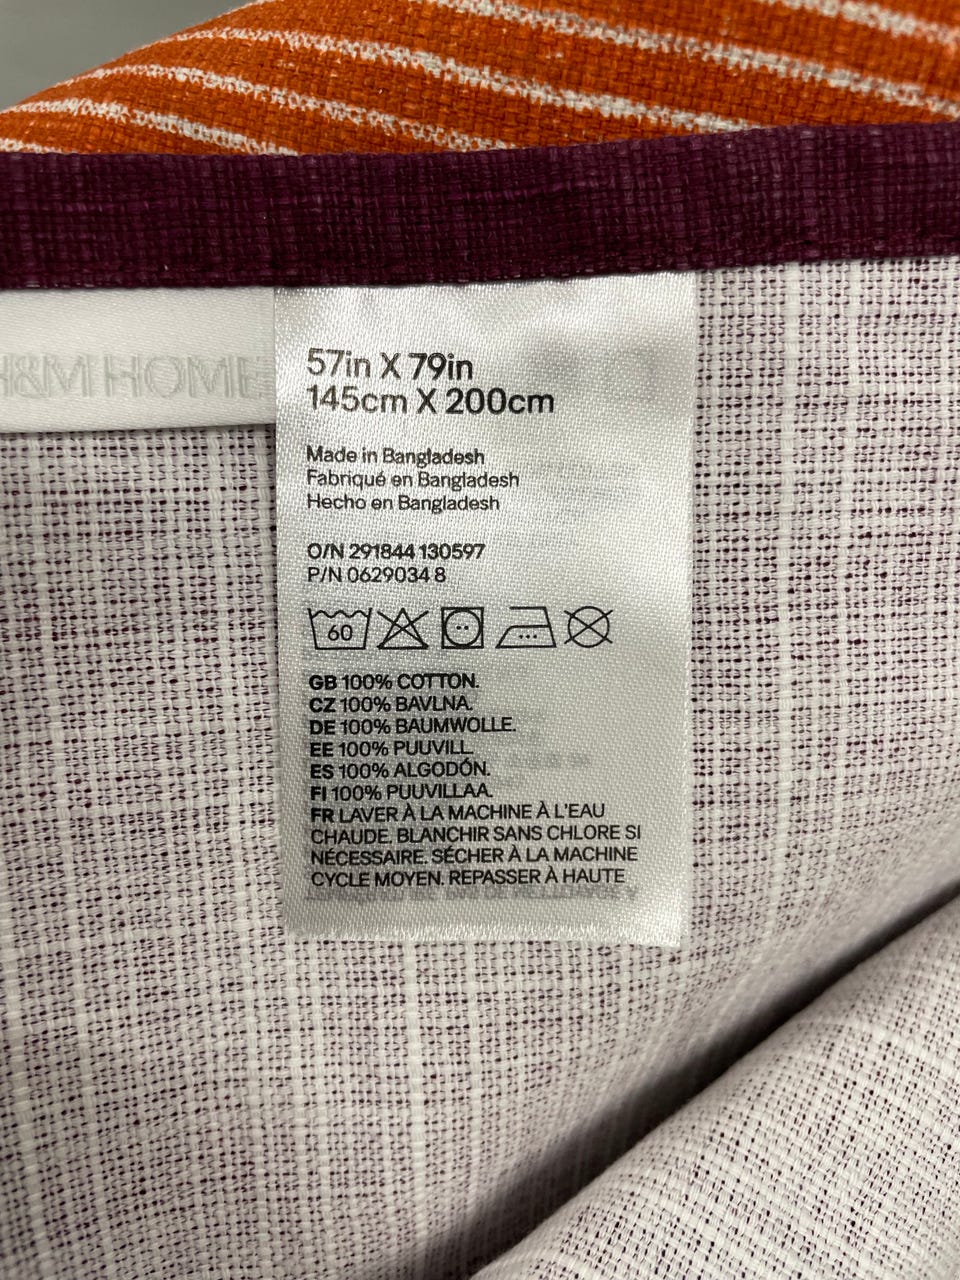 H&M HOME
57in X 79in
145cm X 200cm
Made in Bangladesh
Fabriqué en Bangladesh
Hecho en Bangladesh
O/N 291844 130597
P/N 0629034 8
60
GB 100% COTTON.
CZ 100% BAVLNA.
DE 100% BAUMWOLLE.
EE 100% PUUVILL.
ES 100% ALGODÓN.
FI 100% PUUVILLAA.
FR LAVER À LA MACHINE À L'EAU
CHAUDE. BLANCHIR SANS CHLORE SI
NÉCESSAIRE. SÉCHER À LA MACHINE
CYCLE MOYEN. REPASSER À HAUTE